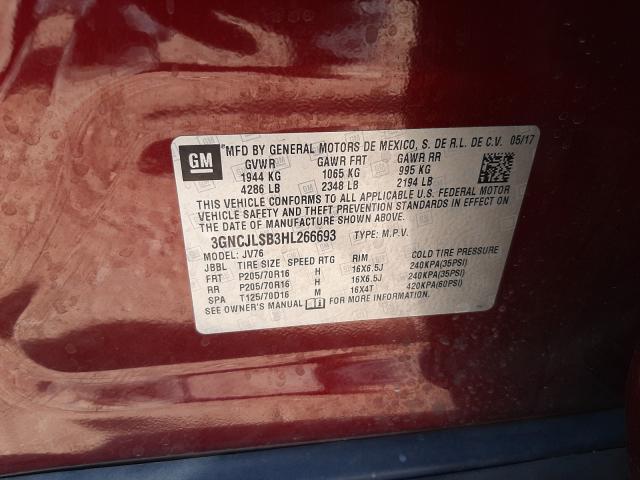 GM
MFD BY GENERAL MOTORS DE MEXICO, S. DE R.L. DE C.V. 05/17
GVWR GAWR FRT GAWR RR
1944 KG 1065 KG 995 KG
4286 LB 2348 LB 2194 LB
THIS VEHICLE CONFORMS TO ALL APPLICABLE U.S. FEDERAL MOTOR
VEHICLE SAFETY AND THEFT PREVENTION STANDARDS IN EFFECT ON
THE DATE OF MANUFACTURE SHOWN ABOVE.
3GNCJLSB3HL266693 TYPE: M.P.V.
MODEL: JV76
JBBL TIRE SIZE SPEED RTG RIM COLD TIRE PRESSURE
FRT P205/70R16 H 16X6.5J 240KPA(35PSI)
RR P205/70R16 H 16X6.5J 240KPA(35PSI)
SPA T125/70D16 M 16X4T 420KPA(60PSI)
SEE OWNER'S MANUAL FOR MORE INFORMATION.